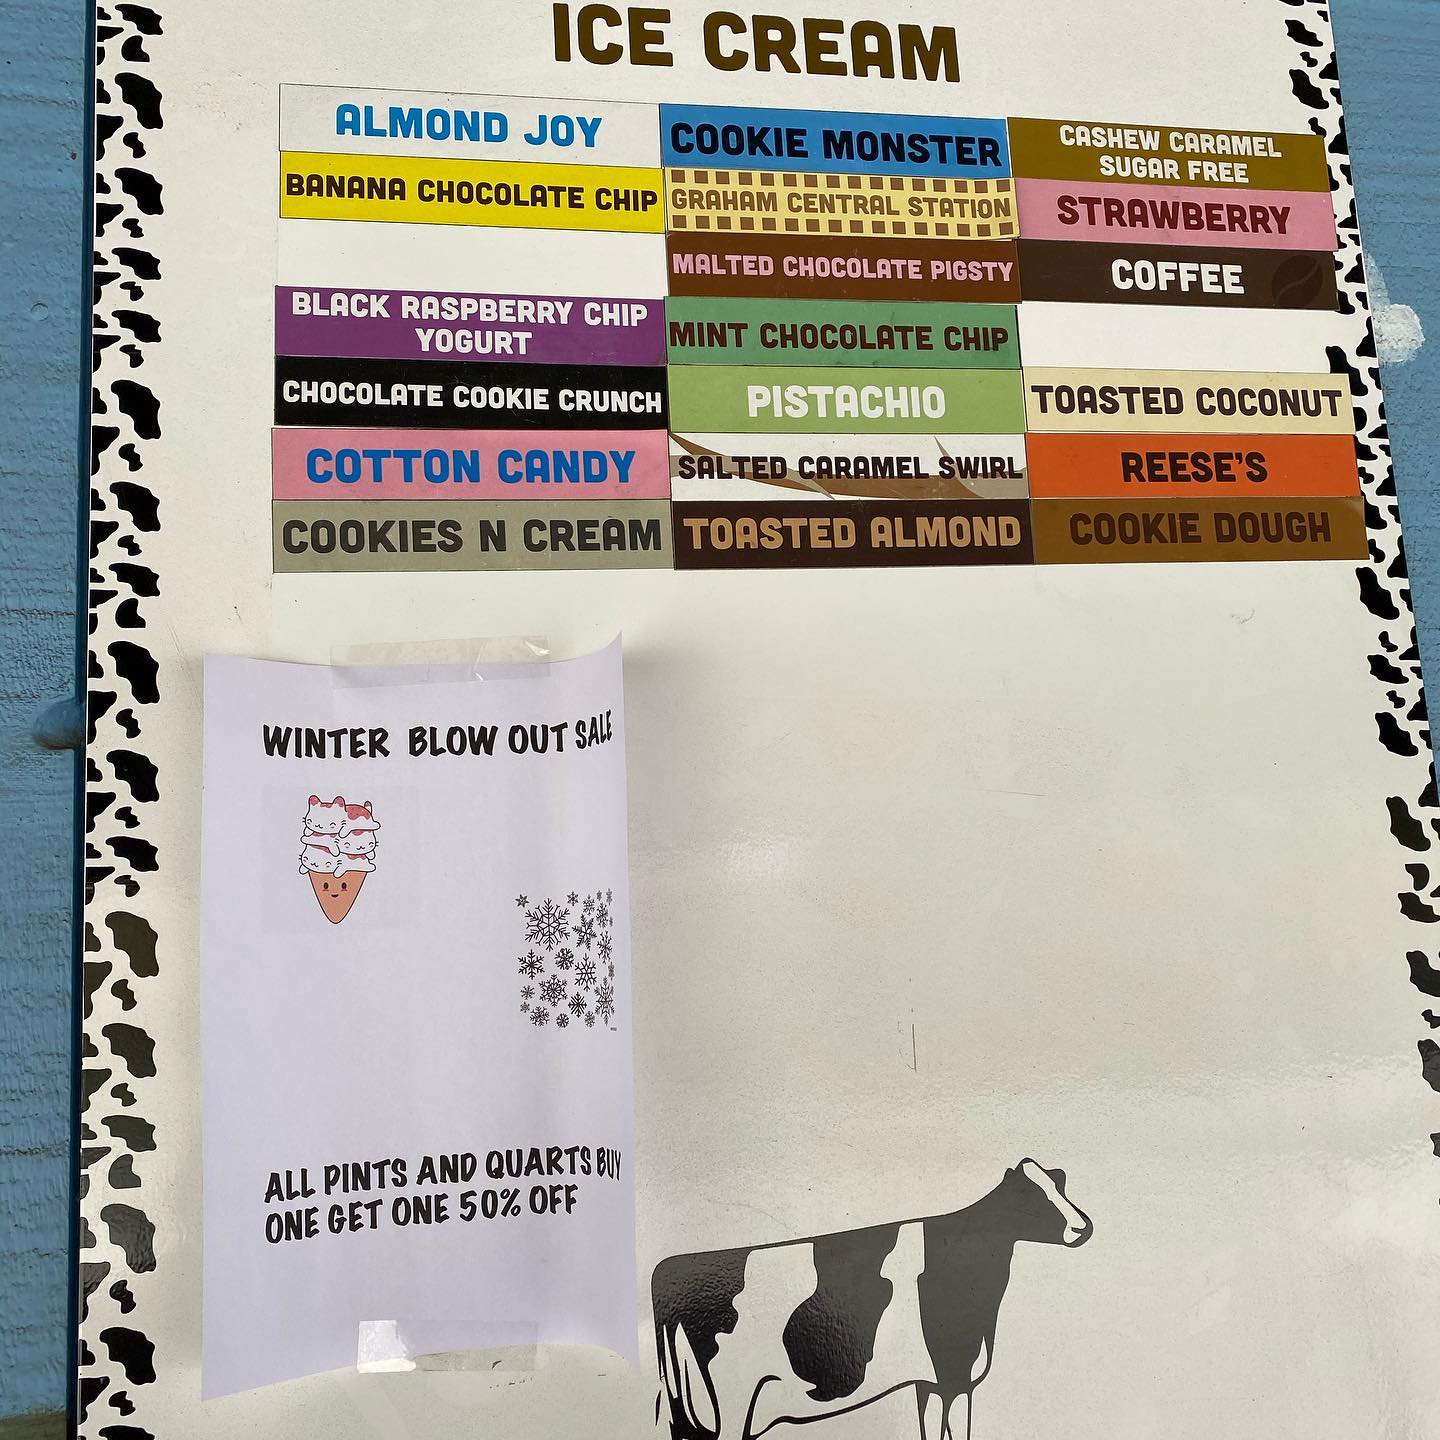 ICE CREAM
ALMOND JOY
BANANA CHOCOLATE CHIP
BLACK RASPBERRY CHIP
YOGURT
CHOCOLATE COOKIE CRUNCH
COTTON CANDY
COOKIES N CREAM
COOKIE MONSTER
GRAHAM CENTRAL STATION
MALTED CHOCOLATE PIGSTY
MINT CHOCOLATE CHIP
PISTACHIO
SALTED CARAMEL SWIRL
TOASTED ALMOND
CASHEW CARAMEL
SUGAR FREE
STRAWBERRY
COFFEE
TOASTED COCONUT
REESE'S
COOKIE DOUGH
WINTER BLOW OUT SALE
ALL PINTS AND QUARTS BUY
ONE GET ONE 50% OFF